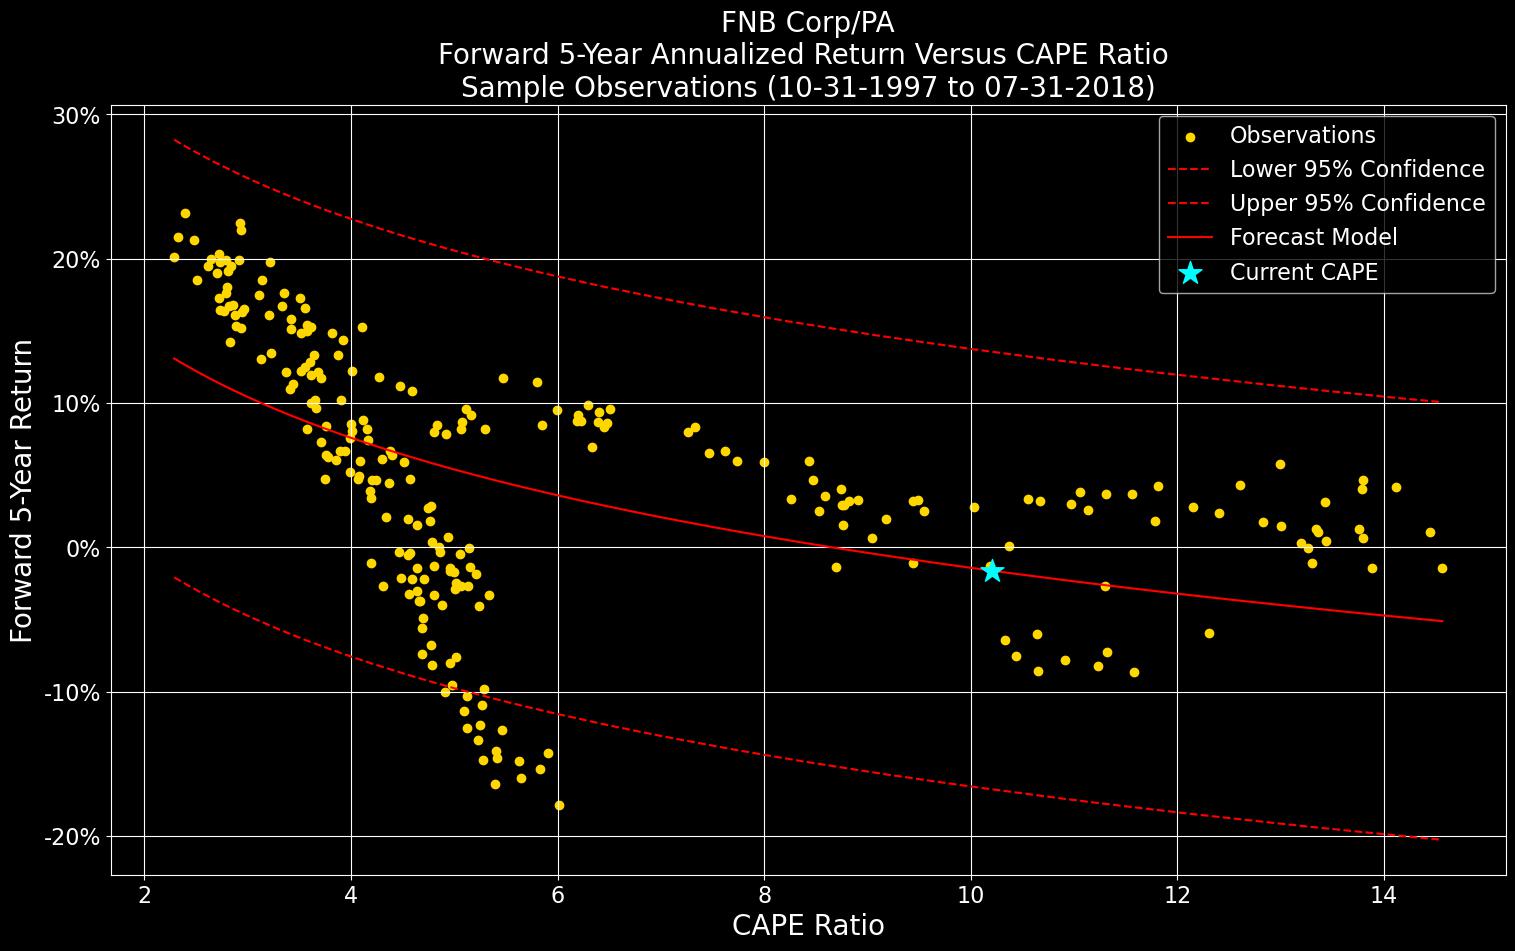 FNB Corp/PA
Forward 5-Year Annualized Return Versus CAPE Ratio
Sample Observations (10-31-1997 to 07-31-2018)
Forward 5-Year Return
30%
20%
10%
0%
-10%
-20%
Observations
Lower 95% Confidence
Upper 95% Confidence
Forecast Model
Current CAPE
2 4 6 8 10 12 14
CAPE Ratio